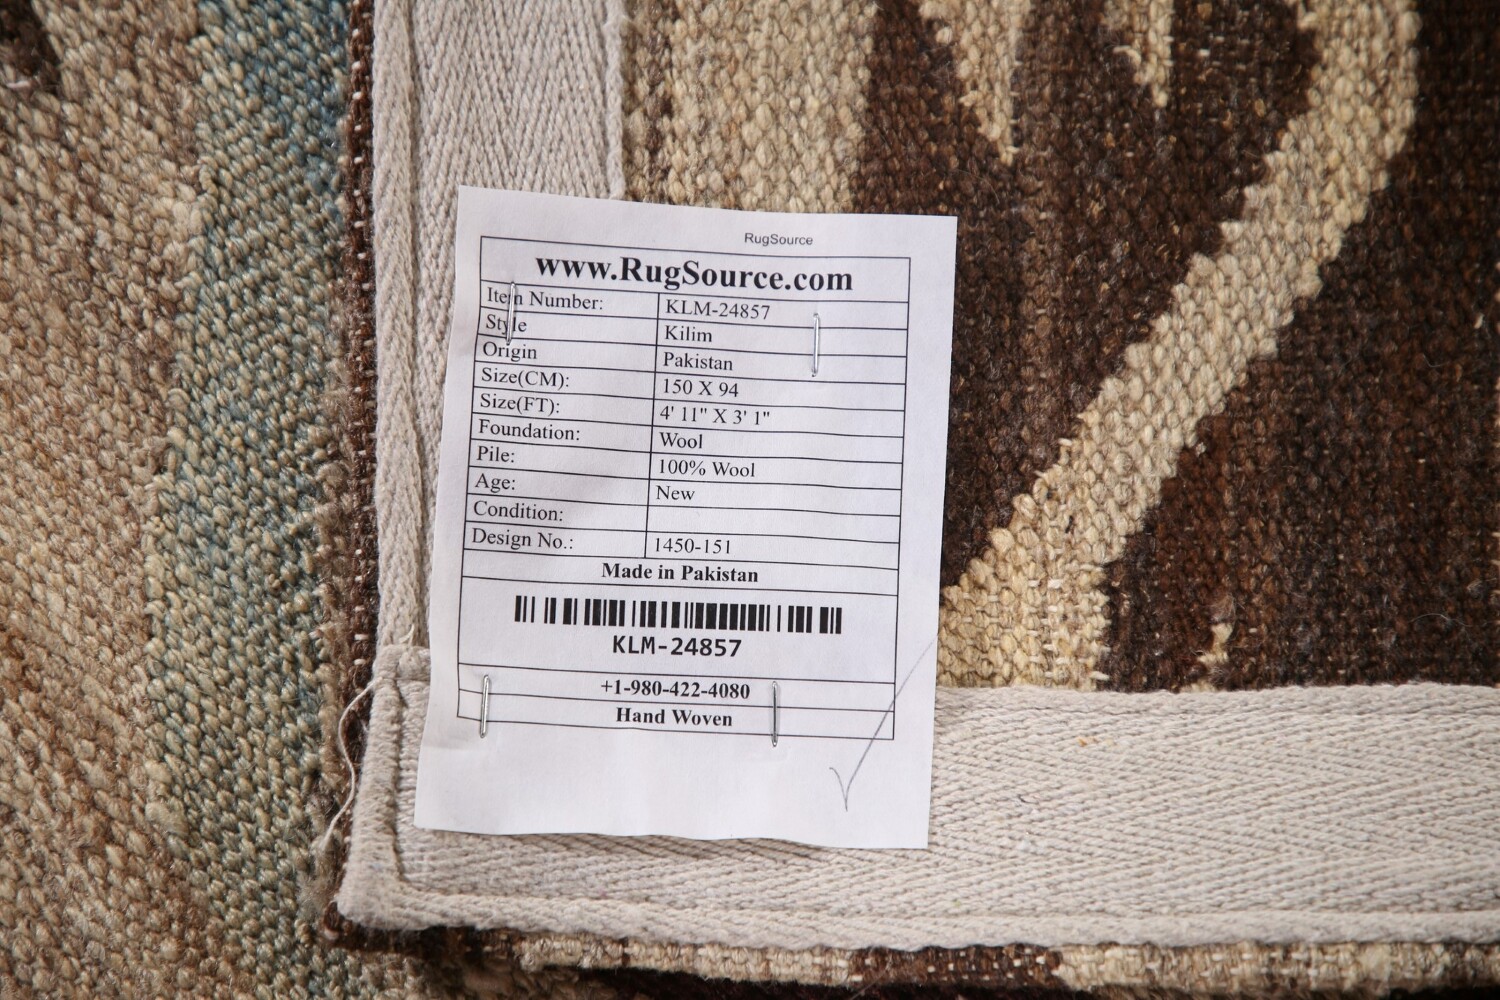 RugSource
www.RugSource.com
Item Number: KLM-24857
Style Kilim
Origin Pakistan
Size(CM): 150 X 94
Size(FT): 4' 11" X 3' 1"
Foundation: Wool
Pile: 100% Wool
Age: New
Condition:
Design No.: 1450-151
Made in Pakistan
KLM-24857
+1-980-422-4080
Hand Woven